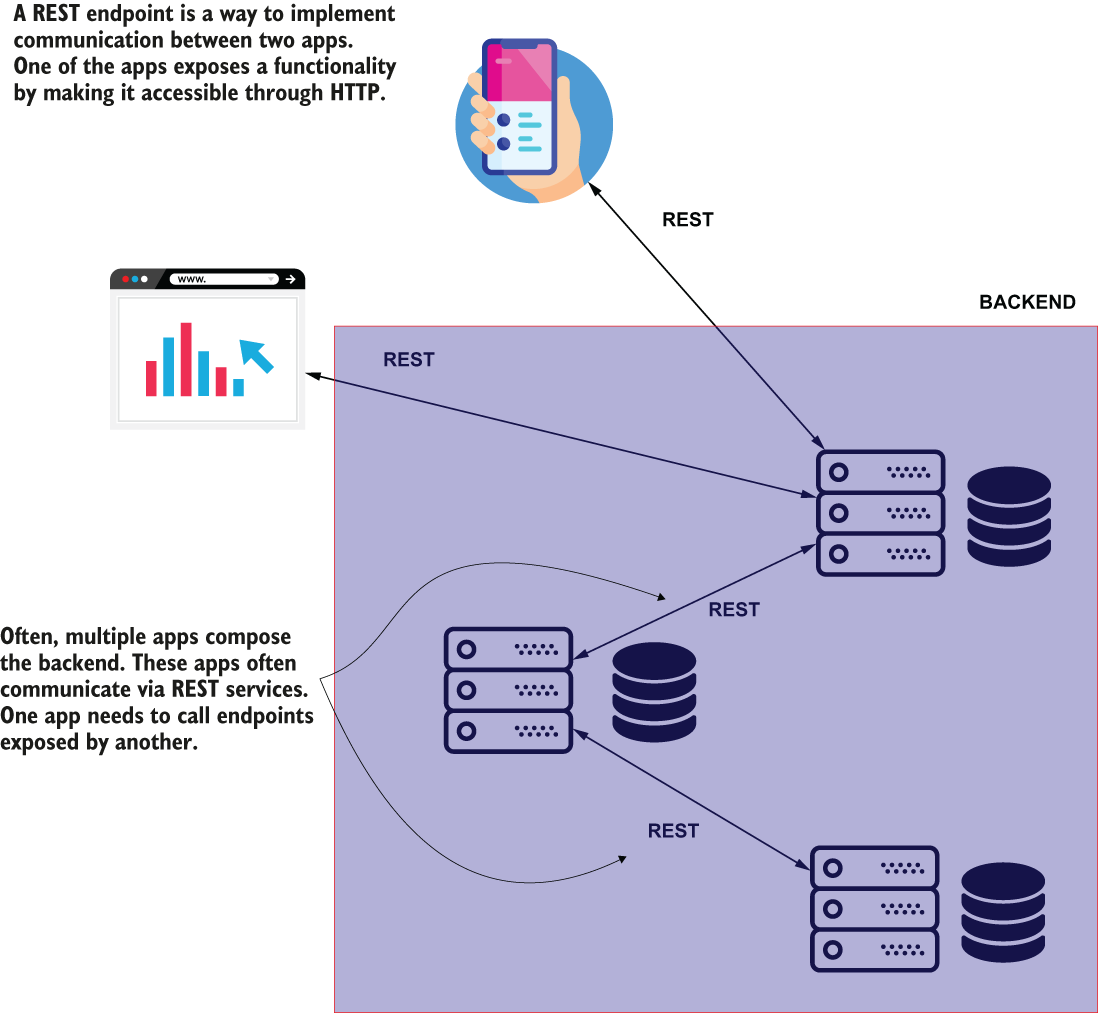 A REST endpoint is a way to implement
communication between two apps.
One of the apps exposes a functionality
by making it accessible through HTTP.
REST
www.
BACKEND
REST
REST
Often, multiple apps compose
the backend. These apps often
communicate via REST services.
One app needs to call endpoints
exposed by another.
REST